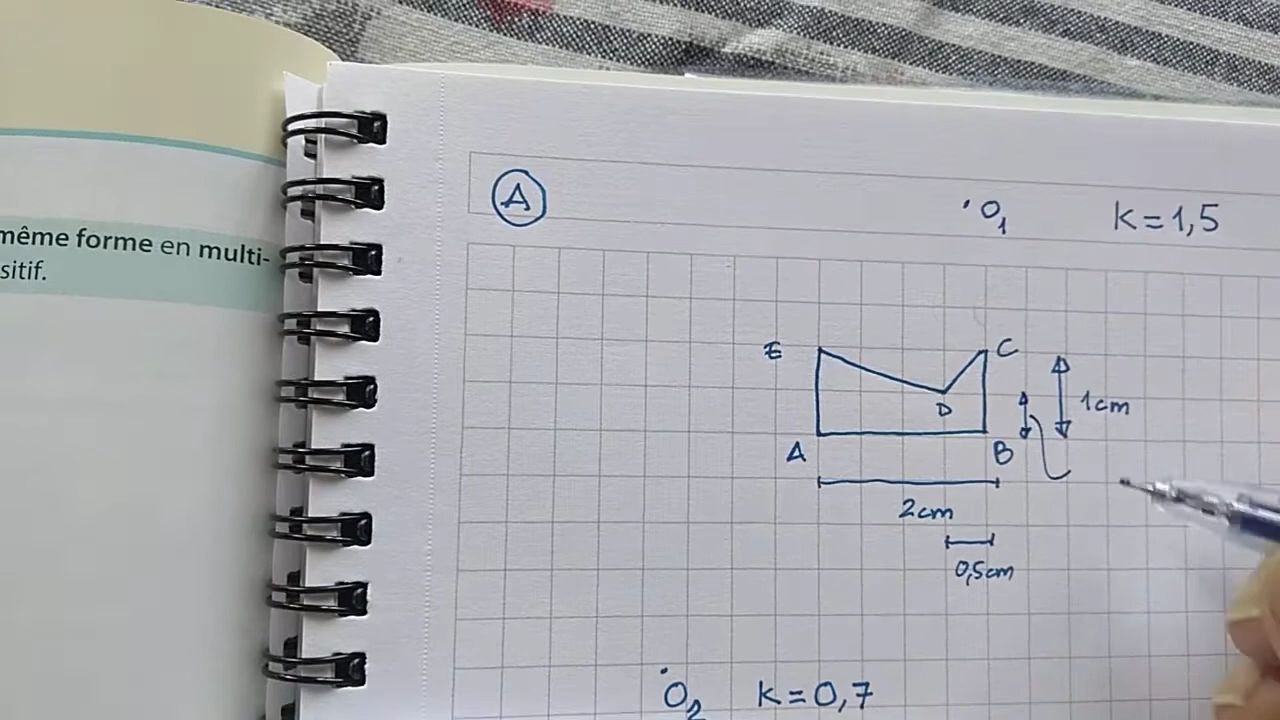 même forme en multi-
sitif.
A
O1 K=1,5
E C
D 1cm
A B
2cm
0,5cm
O2 K=0,7